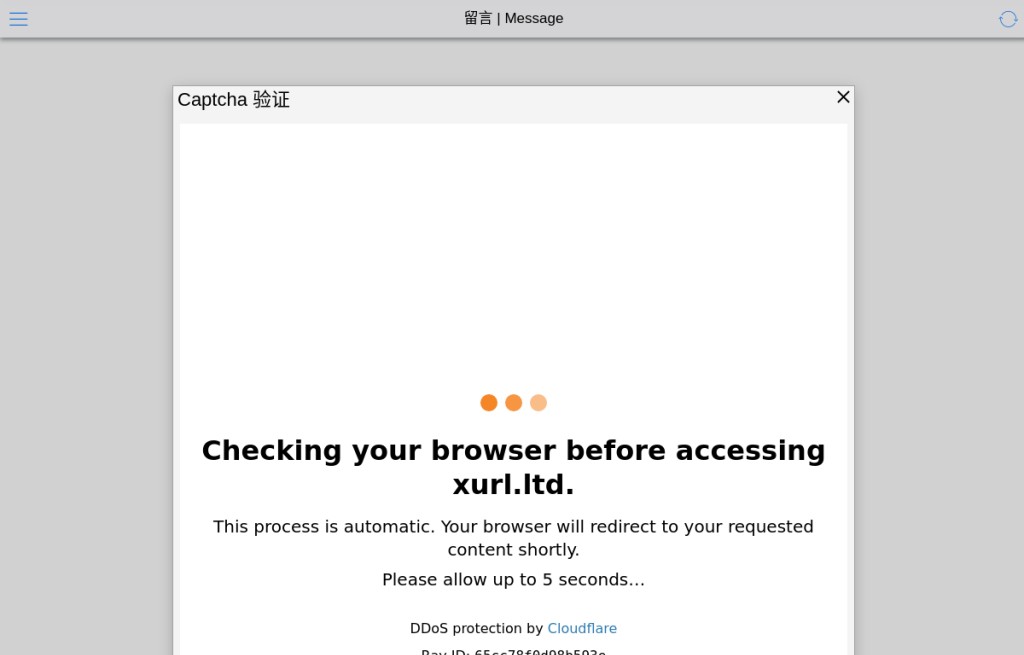 留言 | Message
Captcha 验证
Checking your browser before accessing
xurl.ltd.
This process is automatic. Your browser will redirect to your requested
content shortly.
Please allow up to 5 seconds…
DDoS protection by Cloudflare
Ray ID: